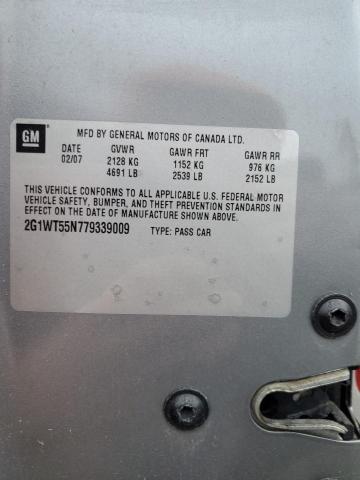 GM
MFD BY GENERAL MOTORS OF CANADA LTD.
DATE GVWR GAWR FRT GAWR RR
02/07 2128 KG 1152 KG 976 KG
4691 LB 2539 LB 2152 LB
THIS VEHICLE CONFORMS TO ALL APPLICABLE U.S. FEDERAL MOTOR
VEHICLE SAFETY, BUMPER, AND THEFT PREVENTION STANDARDS IN
EFFECT ON THE DATE OF MANUFACTURE SHOWN ABOVE.
2G1WT55N779339009 TYPE: PASS CAR